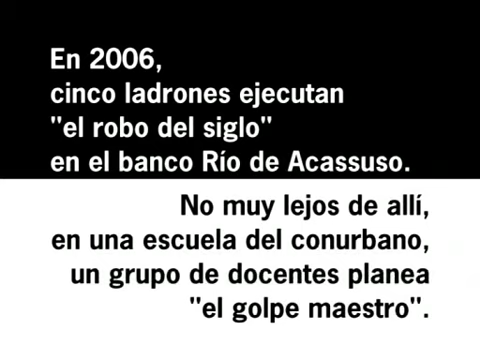 En 2006,
cinco ladrones ejecutan
"el robo del siglo"
en el banco Río de Acassuso.
No muy lejos de allí,
en una escuela del conurbano,
un grupo de docentes planea
"el golpe maestro".